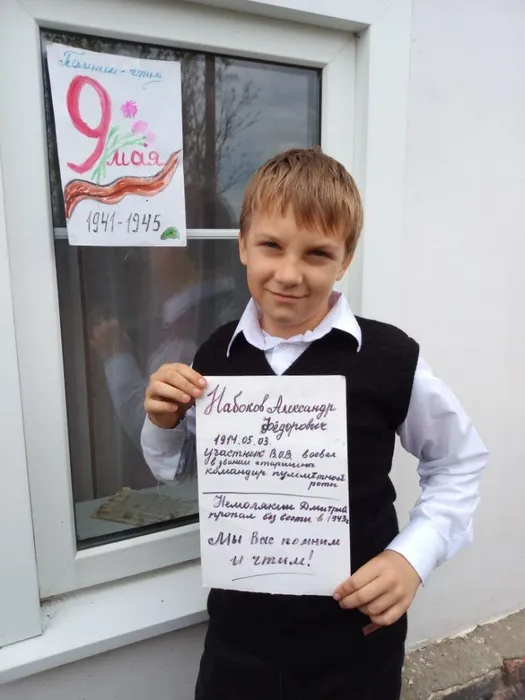 Помним - чтим
9
мая
1941-1945
Набоков Александр
Фёдорович
1914.05.03.
Участник В.О.В воевал
в звании старшина
командир пулемётной
роты
Немолякин Дмитрий
пропал без вести в 1943г
Мы Вас помним
и чтим!